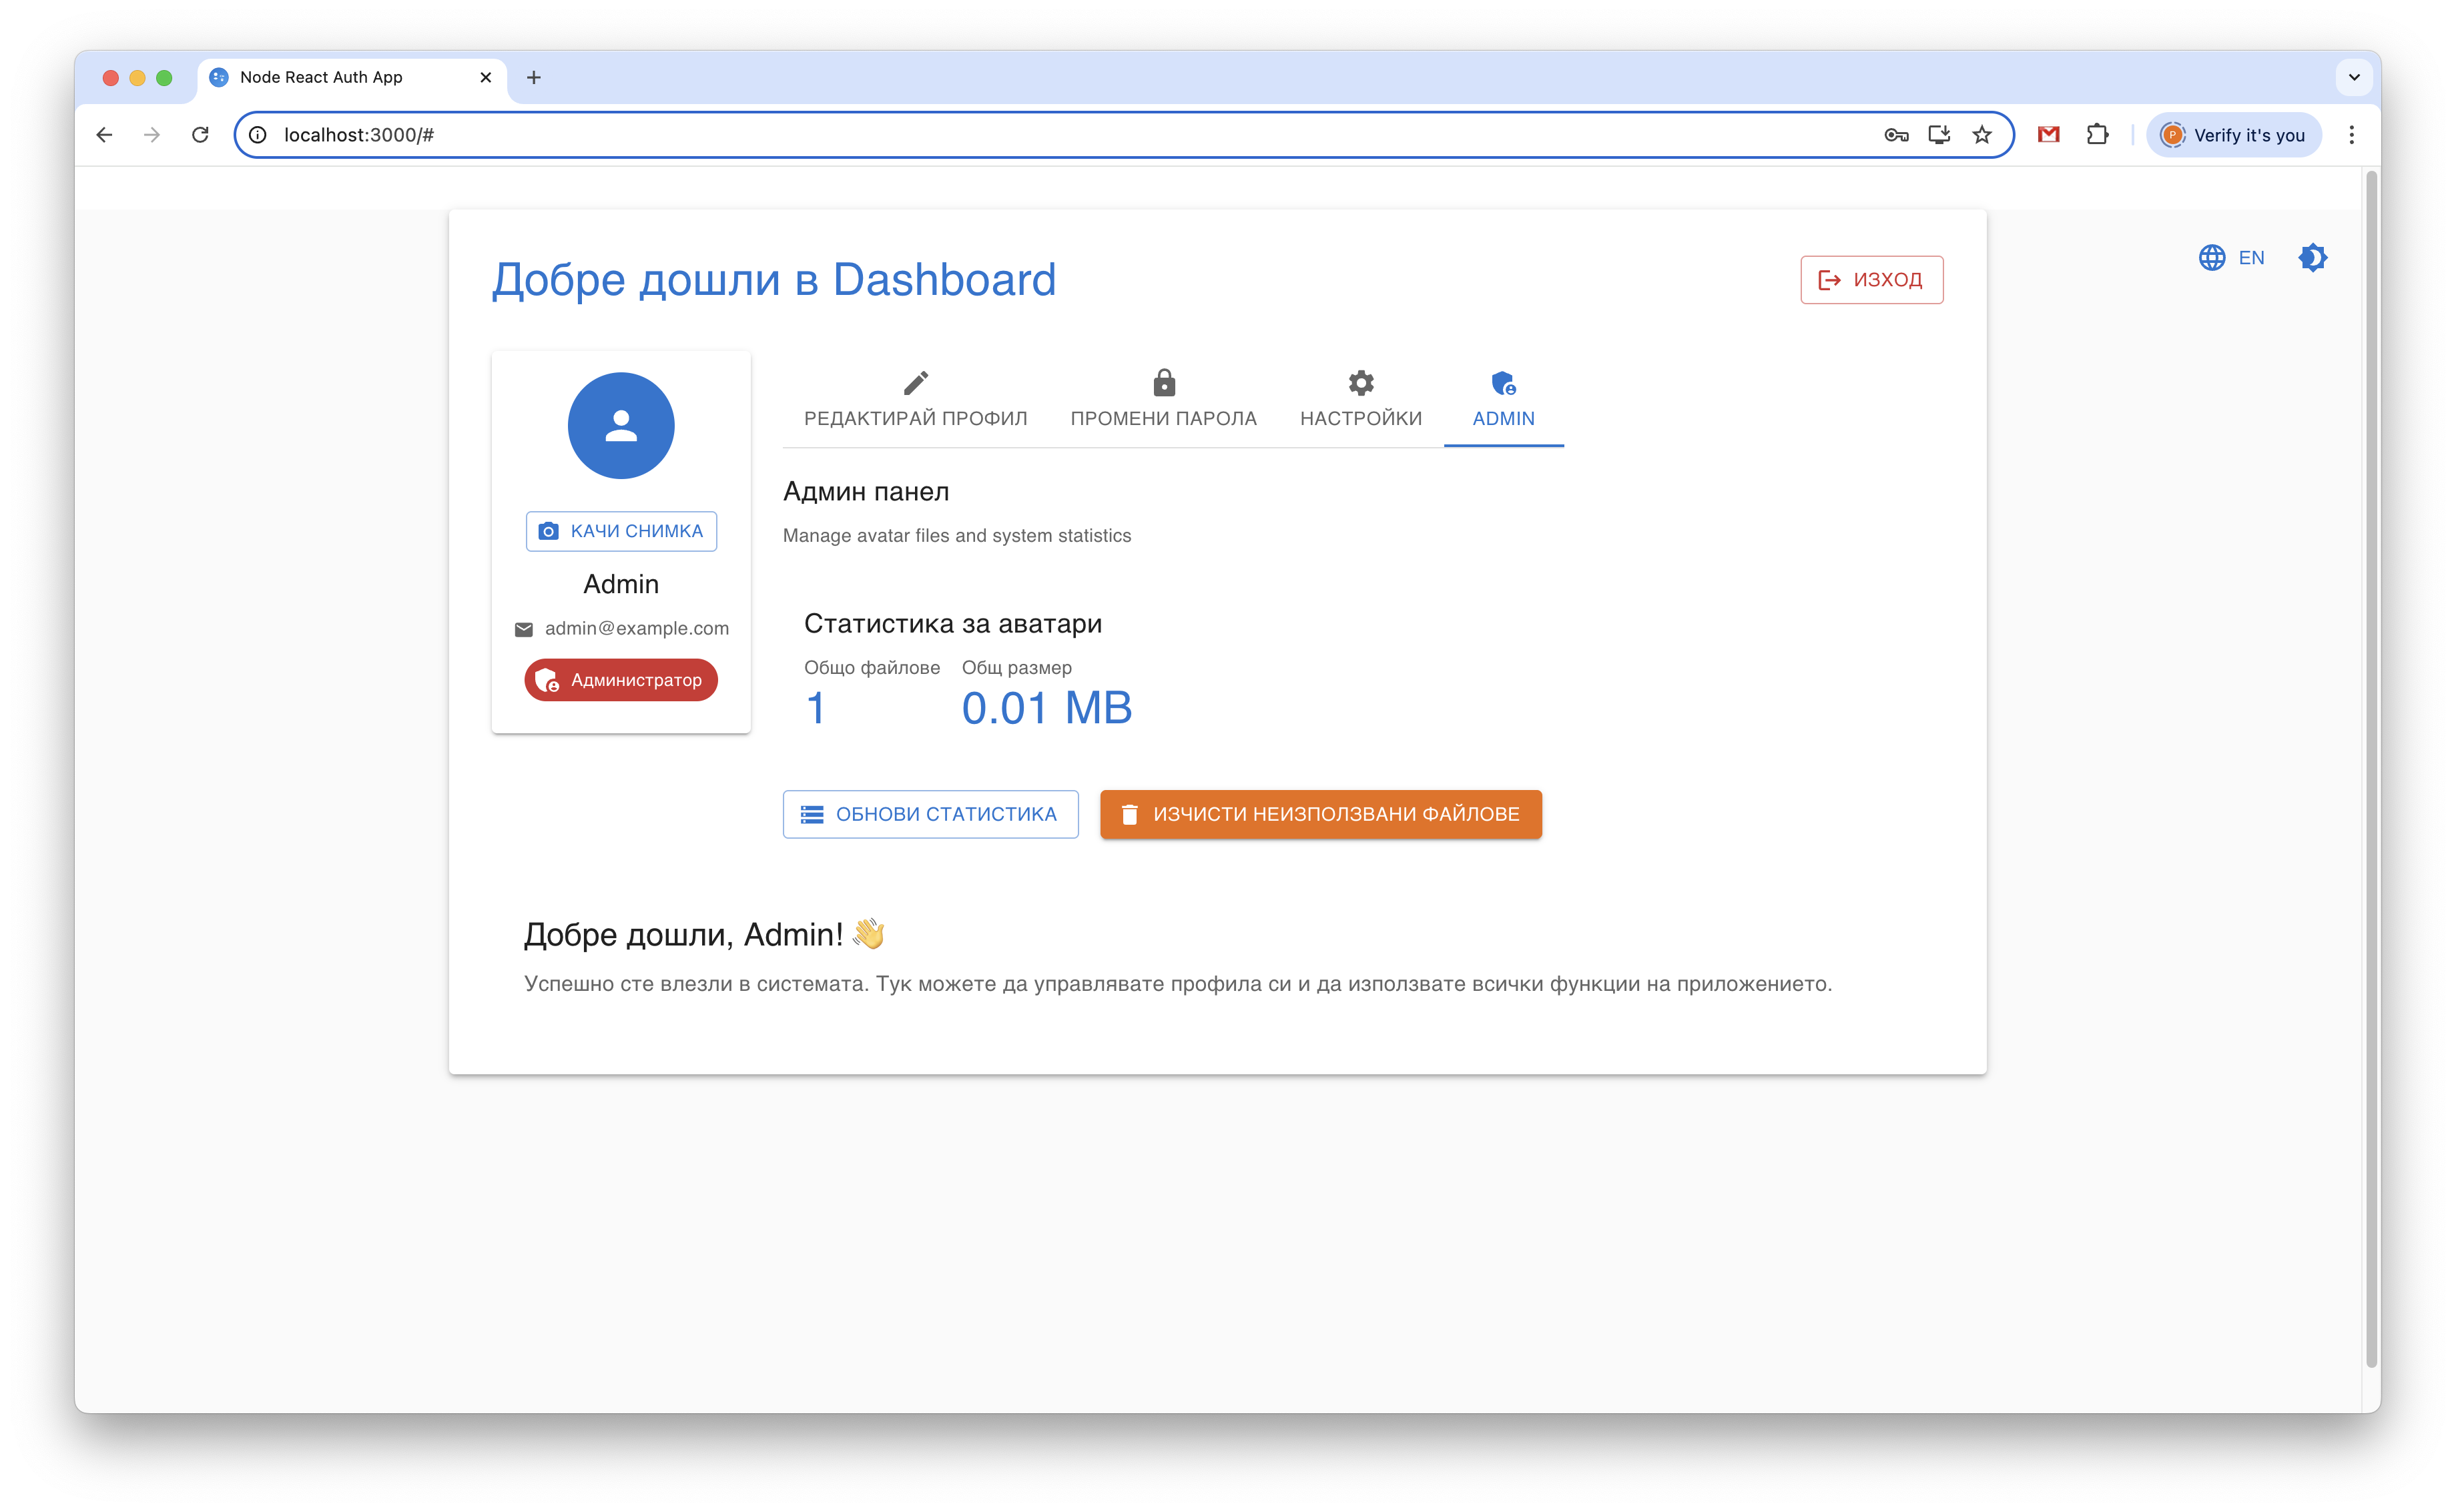 Node React Auth App
localhost:3000/#
P
Verify it's you
Добре дошли в Dashboard
ИЗХОД
EN
РЕДАКТИРАЙ ПРОФИЛ
ПРОМЕНИ ПАРОЛА
НАСТРОЙКИ
ADMIN
КАЧИ СНИМКА
Admin
admin@example.com
Администратор
Админ панел
Manage avatar files and system statistics
Статистика за аватари
Общо файлове
Общ размер
1
0.01 MB
ОБНОВИ СТАТИСТИКА
ИЗЧИСТИ НЕИЗПОЛЗВАНИ ФАЙЛОВЕ
Добре дошли, Admin! 👋
Успешно сте влезли в системата. Тук можете да управлявате профила си и да използвате всички функции на приложението.